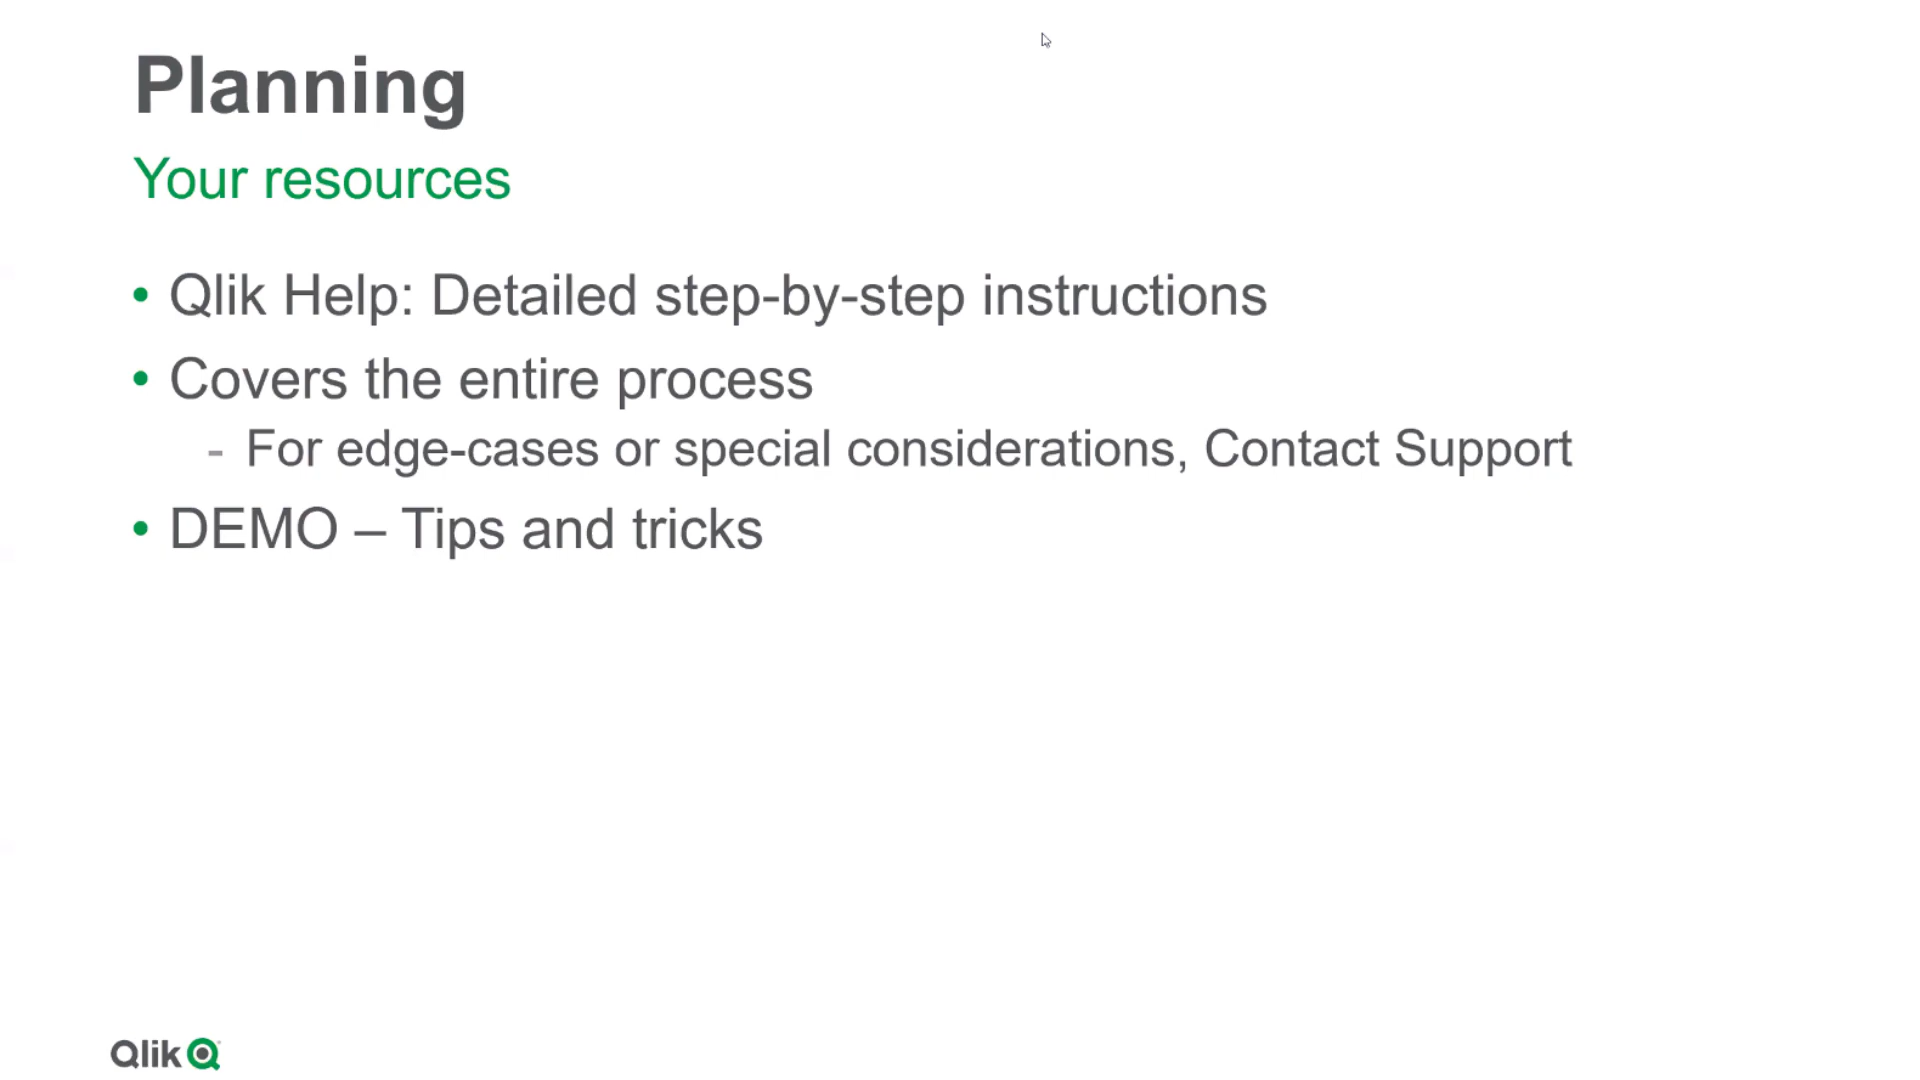 Planning
Your resources
• Qlik Help: Detailed step-by-step instructions
• Covers the entire process
- For edge-cases or special considerations, Contact Support
• DEMO – Tips and tricks
Qlik